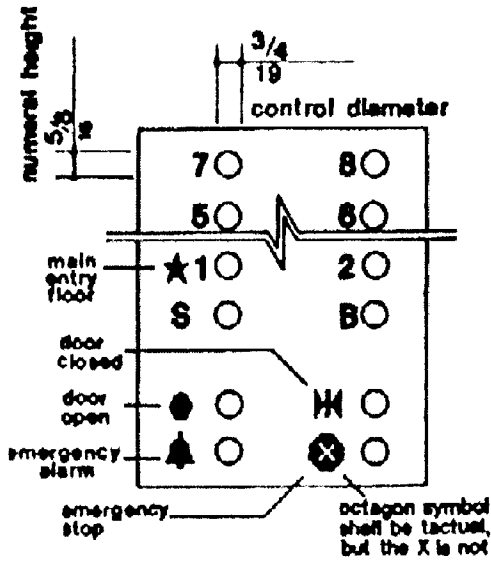 numeral height
5/8
16
3/4
19
control diameter
7 8
5 6
main
entry
floor
1 2
S B
door
closed
door
open
emergency
alarm
X
emergency
stop
octagon symbol
shall be tactual,
but the X is not